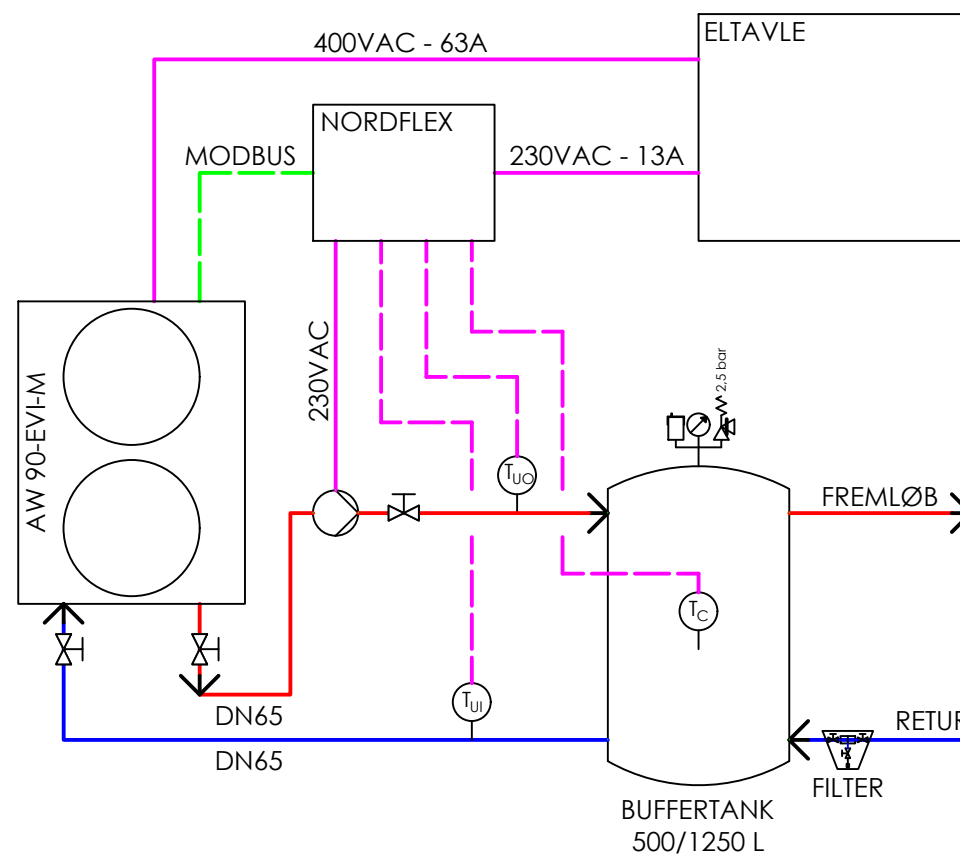 ELTAVLE
400VAC - 63A
NORDFLEX
MODBUS
230VAC - 13A
230VAC
AW 90-EVI-M
2,5 bar
TUO
FREMLØB
TC
TUI
DN65
DN65
RETUR
FILTER
BUFFERTANK
500/1250 L